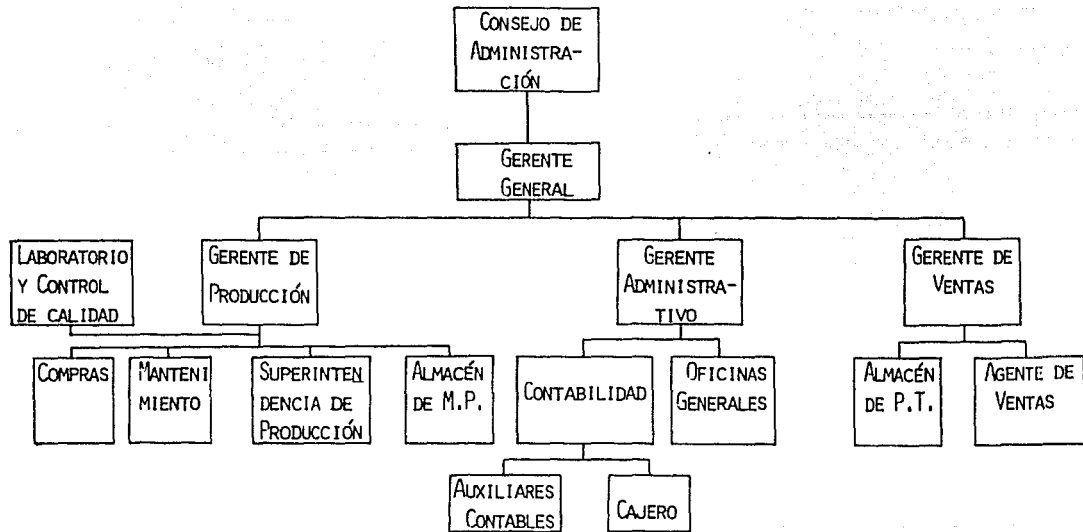 CONSEJO DE
ADMINISTRA-
CIÓN
GERENTE
GENERAL
LABORATORIO
Y CONTROL
DE CALIDAD
GERENTE DE
PRODUCCIÓN
GERENTE
ADMINISTRA-
TIVO
GERENTE DE
VENTAS
COMPRAS
MANTENI
MIENTO
SUPERINTEN
DENCIA DE
PRODUCCIÓN
ALMACÉN
DE M.P.
CONTABILIDAD
OFICINAS
GENERALES
ALMACÉN
DE P.T.
AGENTE DE
VENTAS
AUXILIARES
CONTABLES
CAJERO